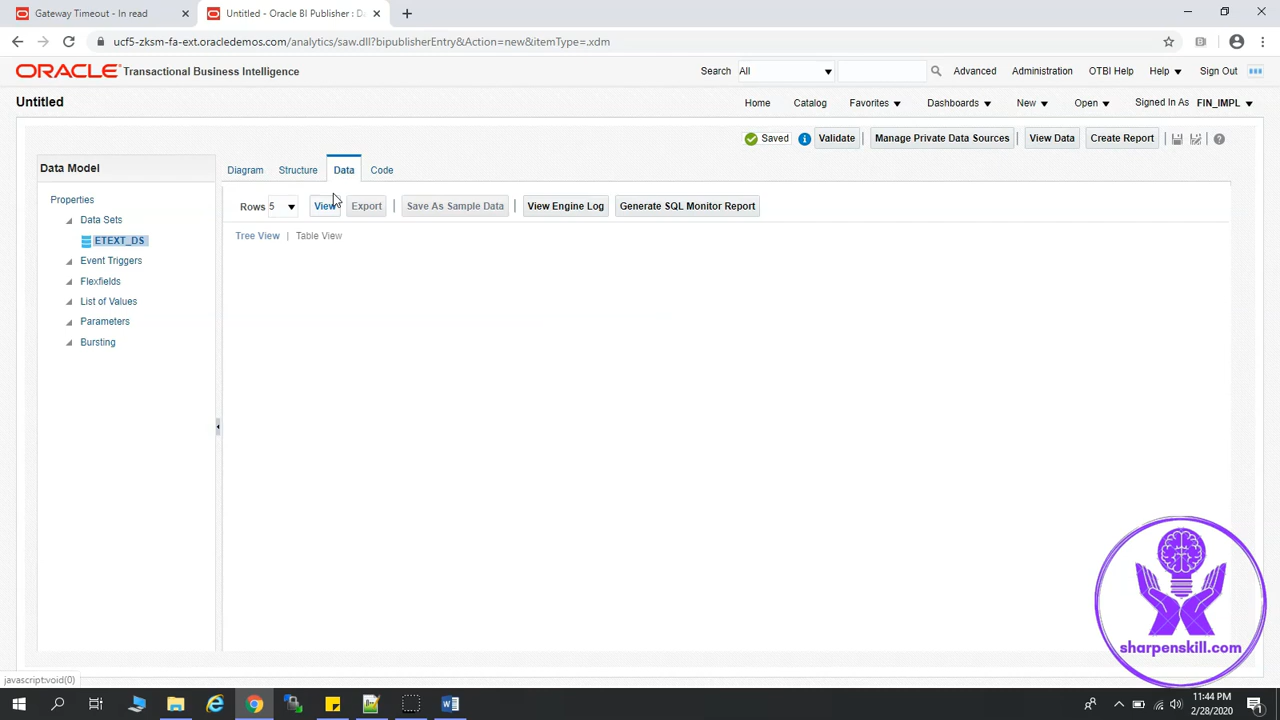 Gateway Timeout - In read
Untitled - Oracle BI Publisher : Da
ucf5-zksm-fa-ext.oracledemos.com/analytics/saw.dll?bipublisherEntry&Action=new&itemType=.xdm
ORACLE Transactional Business Intelligence
Search All Advanced Administration OTBI Help Help Sign Out
Untitled
Home Catalog Favorites Dashboards New Open Signed In As FIN_IMPL
Saved Validate Manage Private Data Sources View Data Create Report
Data Model
Diagram Structure Data Code
Properties
Rows 5 View Export Save As Sample Data View Engine Log Generate SQL Monitor Report
Data Sets
Tree View | Table View
ETEXT_DS
Event Triggers
Flexfields
List of Values
Parameters
Bursting
sharpenskill.com
javascript:void(0)
11:44 PM
2/28/2020